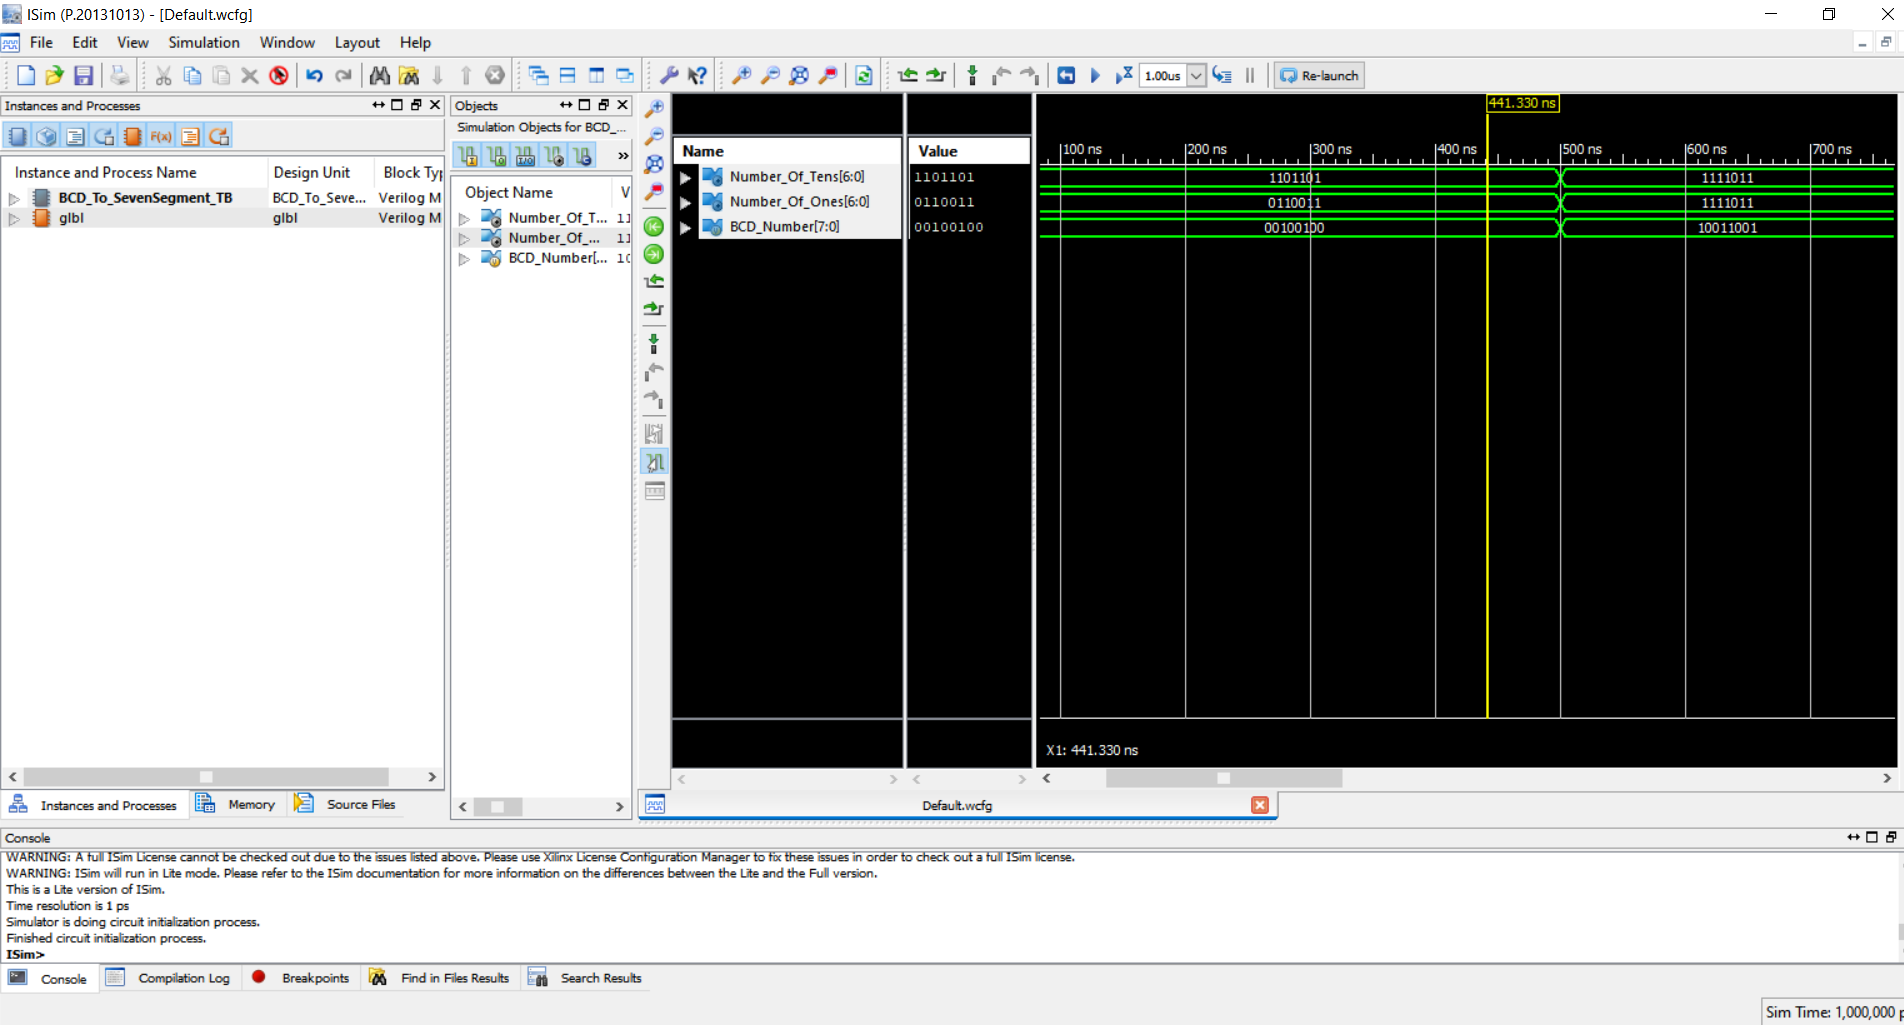 ISim (P.20131013) - [Default.wcfg]
File Edit View Simulation Window Layout Help
1.00us Re-launch
Instances and Processes
F(x)
Instance and Process Name Design Unit Block Typ
BCD_To_SevenSegment_TB BCD_To_Seve... Verilog M
glbl glbl Verilog M
Instances and Processes Memory Source Files
Objects
Simulation Objects for BCD_...
I O I/O C »
Object Name V
Number_Of_T... 11
Number_Of_... 11
BCD_Number[... 10
Name Value
Number_Of_Tens[6:0] 1101101
Number_Of_Ones[6:0] 0110011
BCD_Number[7:0] 00100100
441.330 ns
100 ns 200 ns 300 ns 400 ns 500 ns 600 ns 700 ns
1101101 1111011
0110011 1111011
00100100 10011001
X1: 441.330 ns
Default.wcfg
Console
WARNING: A full ISim License cannot be checked out due to the issues listed above. Please use Xilinx License Configuration Manager to fix these issues in order to check out a full ISim license.
WARNING: ISim will run in Lite mode. Please refer to the ISim documentation for more information on the differences between the Lite and the Full version.
This is a Lite version of ISim.
Time resolution is 1 ps
Simulator is doing circuit initialization process.
Finished circuit initialization process.
ISim>
Console Compilation Log Breakpoints Find in Files Results Search Results
Sim Time: 1,000,000